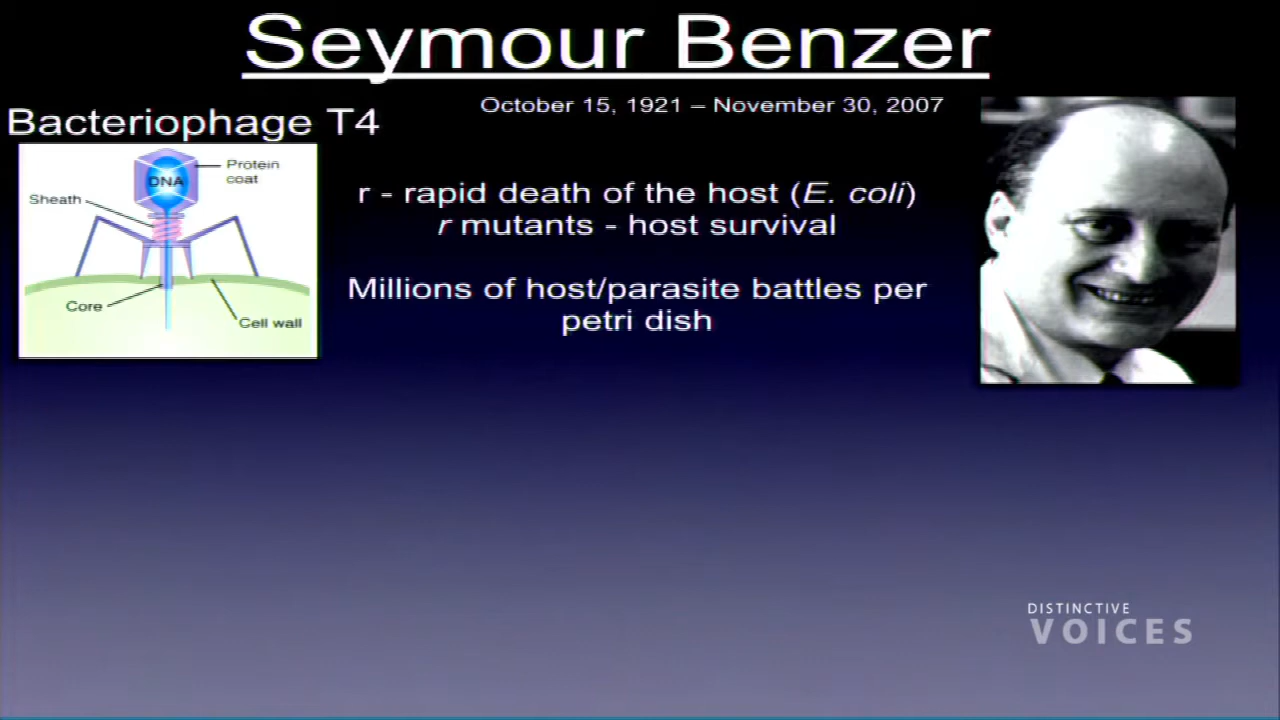 Seymour Benzer
October 15, 1921 – November 30, 2007
Bacteriophage T4
Protein
coat
DNA
Sheath
Core
Cell wall
r - rapid death of the host (E. coli)
r mutants - host survival
Millions of host/parasite battles per
petri dish
DISTINCTIVE
VOICES